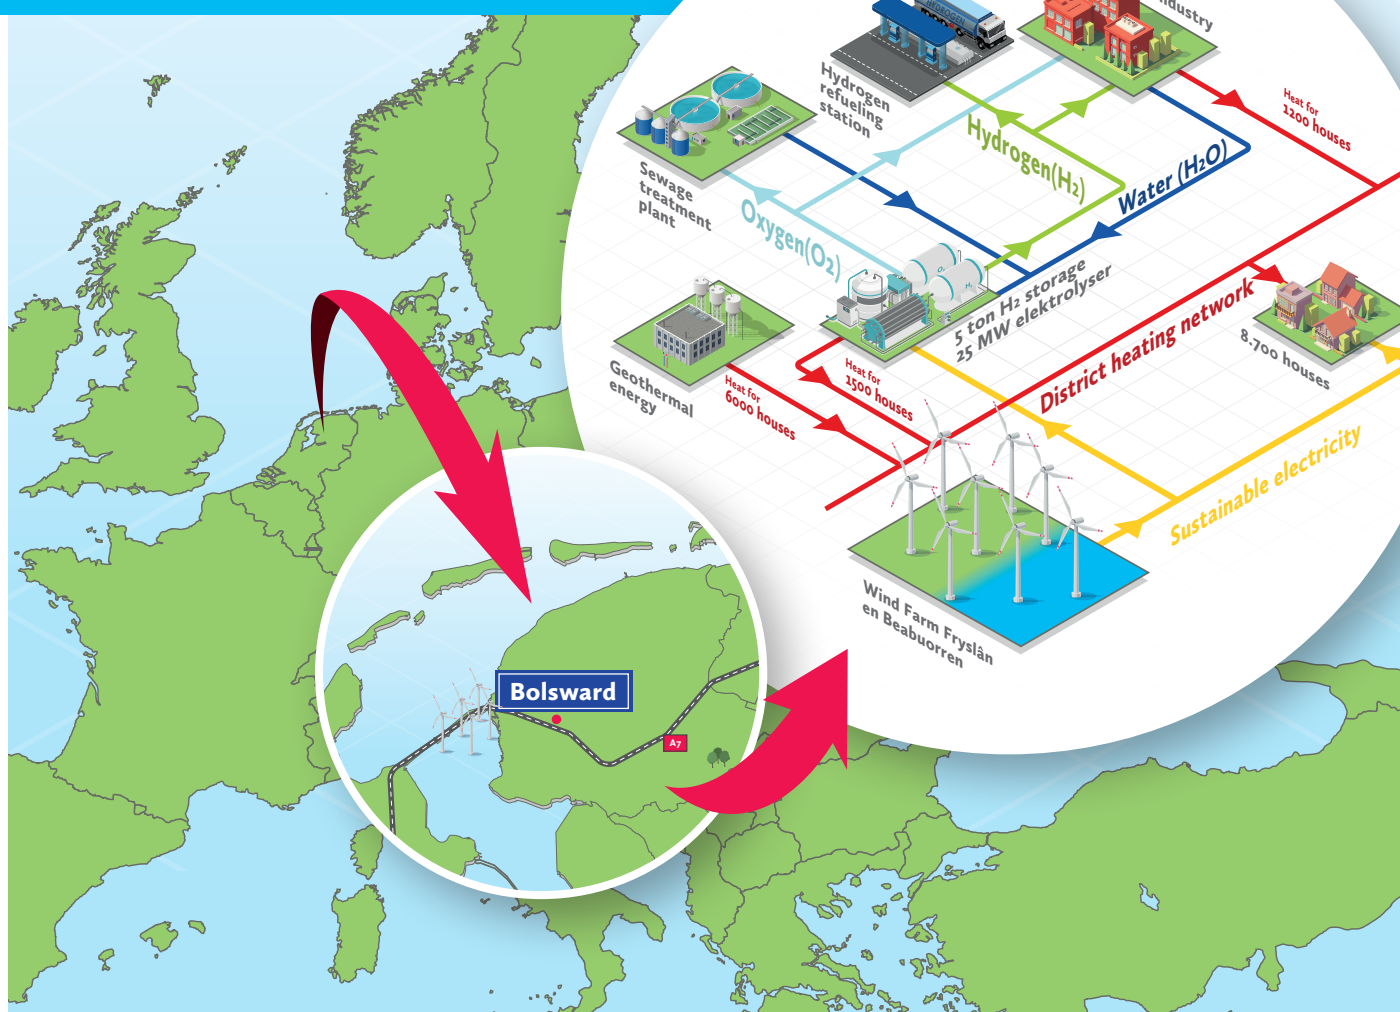 HYDROGEN
ndustry
Hydrogen
refueling
station
Heat for
1200 houses
Sewage
treatment
plant
Hydrogen(H2)
Water (H2O)
Oxygen(O2)
5 ton H2 storage
25 MW elektrolyser
District heating network
8.700 houses
Geothermal
energy
Heat for
6000 houses
Heat for
1500 houses
Sustainable electricity
Wind Farm Fryslân
en Beabuorren
Bolsward
A7